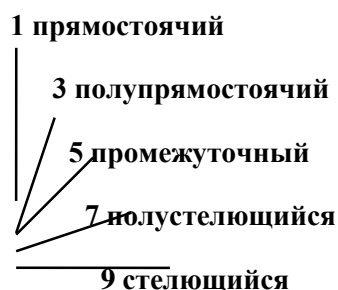 1 прямостоячий
3 полупрямостоячий
5 промежуточный
7 полустелющийся
9 стелющийся